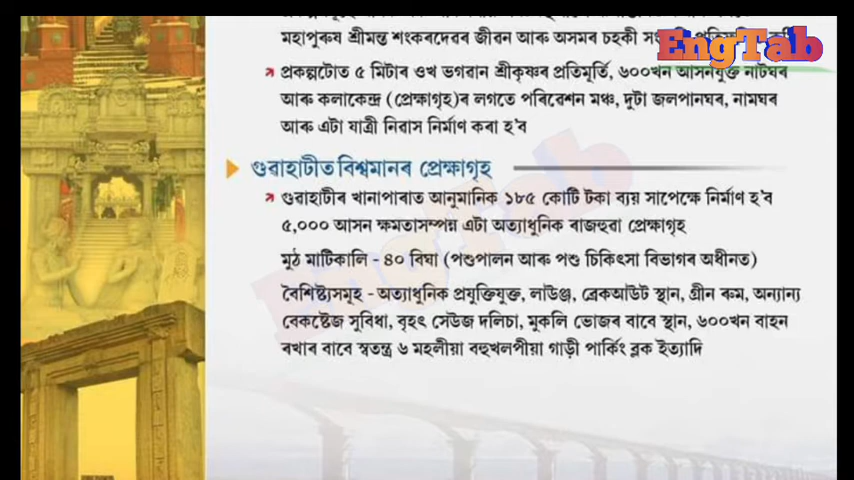 মহাপুৰুষ শ্ৰীমন্ত শংকৰদেৱৰ জীৱন আৰু অসমৰ চহকী
EngTab
প্ৰকল্পটোত ৫ মিটাৰ ওখ ভগৱান শ্ৰীকৃষ্ণৰ প্ৰতিমূৰ্তি, ৬০০খন আসনযুক্ত নাটঘৰ
আৰু কলাকেন্দ্ৰ (প্ৰেক্ষাগৃহ)ৰ লগতে পৰিৱেশন মঞ্চ, দুটা জলপানঘৰ, নামঘৰ
আৰু এটা যাত্ৰী নিৱাস নিৰ্মাণ কৰা হ'ব
গুৱাহাটীত বিশ্বমানৰ প্ৰেক্ষাগৃহ
গুৱাহাটীৰ খানাপাৰাত আনুমানিক ১৮৫ কোটি টকা ব্যয় সাপেক্ষে নিৰ্মাণ হ'ব
৫,০০০ আসন ক্ষমতাসম্পন্ন এটা অত্যাধুনিক ৰাজহুৱা প্ৰেক্ষাগৃহ
মুঠ মাটিকালি - ৪০ বিঘা (পশুপালন আৰু পশু চিকিৎসা বিভাগৰ অধীনত)
বৈশিষ্ট্যসমূহ - অত্যাধুনিক প্ৰযুক্তিযুক্ত, লাউঞ্জ, ব্ৰেকআউট স্থান, গ্ৰীন ৰুম, অন্যান্য
বেকষ্টেজ সুবিধা, বৃহৎ সেউজ দলিচা, মুকলি ভোজৰ বাবে স্থান, ৬০০খন বাহন
ৰখাৰ বাবে স্বতন্ত্ৰ ৬ মহলীয়া বহুখলপীয়া গাড়ী পাৰ্কিং ব্লক ইত্যাদি
EngTab